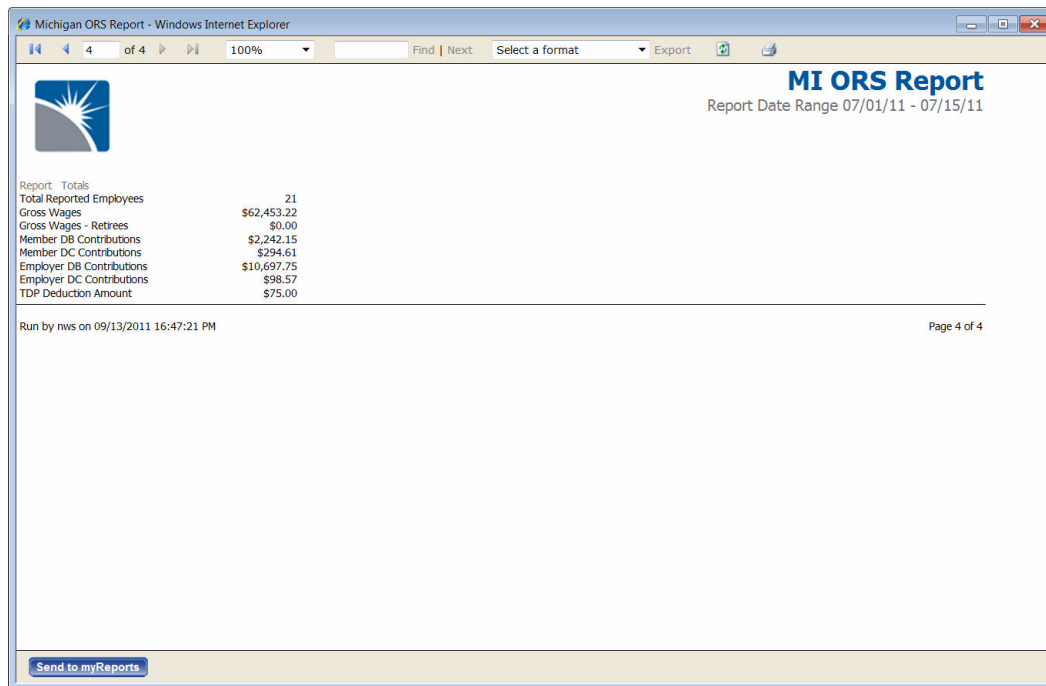 Michigan ORS Report - Windows Internet Explorer
4 of 4 100% Find | Next Select a format Export
MI ORS Report
Report Date Range 07/01/11 - 07/15/11
Report Totals
Total Reported Employees 21
Gross Wages $62,453.22
Gross Wages - Retirees $0.00
Member DB Contributions $2,242.15
Member DC Contributions $294.61
Employer DB Contributions $10,697.75
Employer DC Contributions $98.57
TDP Deduction Amount $75.00
Run by nws on 09/13/2011 16:47:21 PM Page 4 of 4
Send to myReports